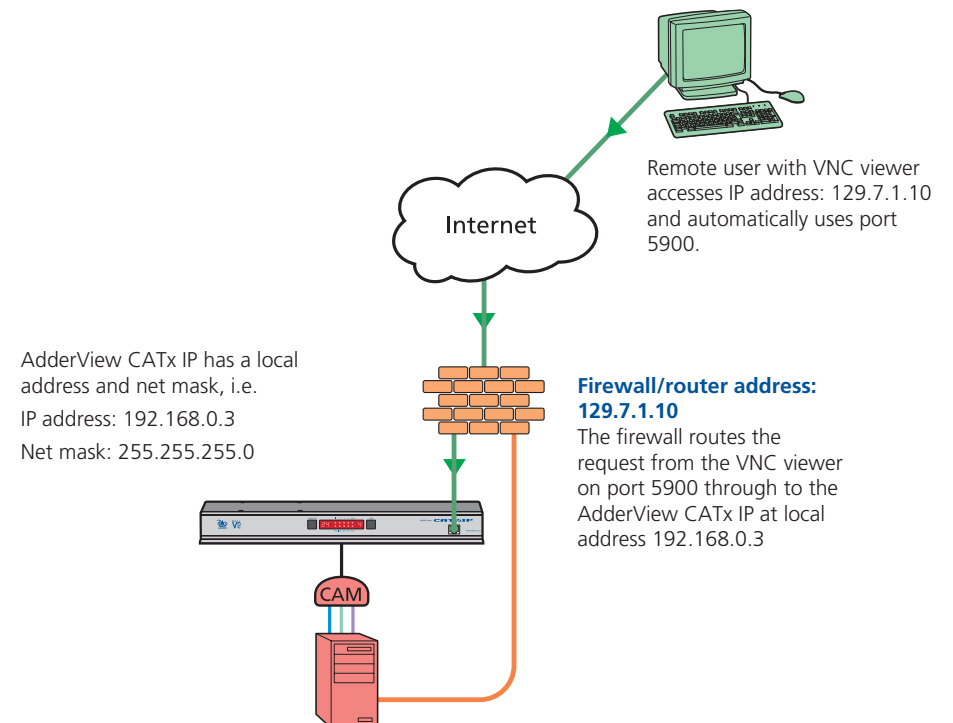 Remote user with VNC viewer
accesses IP address: 129.7.1.10
and automatically uses port
5900.
Internet
AdderView CATx IP has a local
address and net mask, i.e.
IP address: 192.168.0.3
Net mask: 255.255.255.0
Firewall/router address:
129.7.1.10
The firewall routes the
request from the VNC viewer
on port 5900 through to the
AdderView CATx IP at local
address 192.168.0.3
CAM